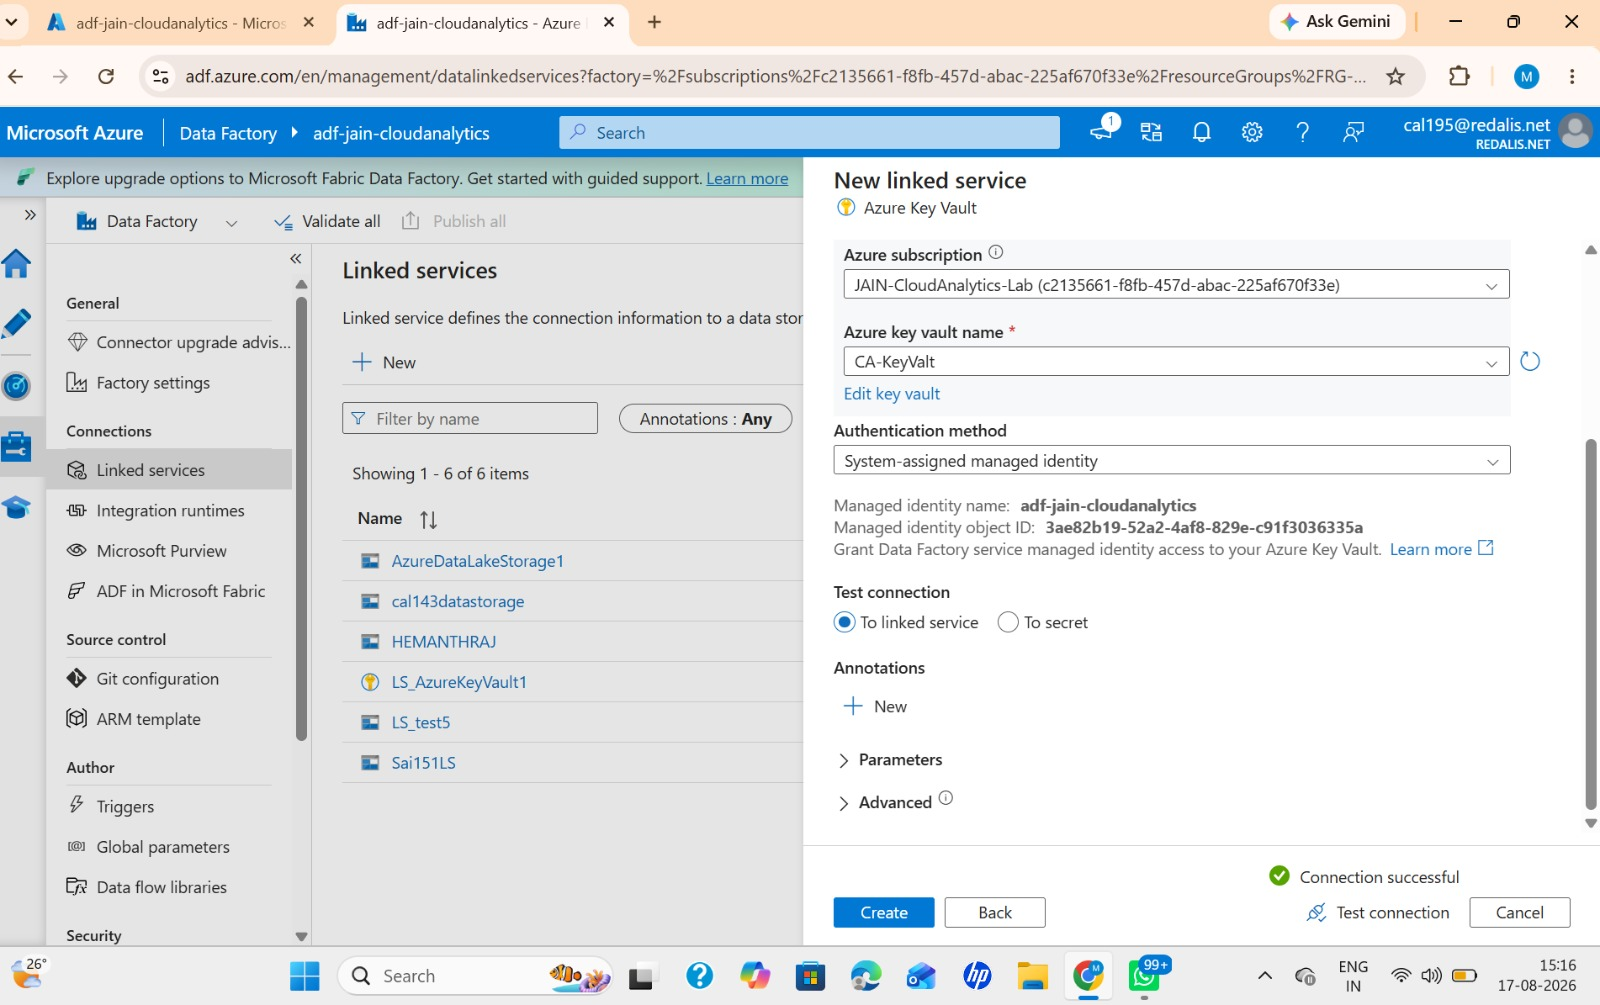 adf-jain-cloudanalytics - Micros
adf-jain-cloudanalytics - Azure
Ask Gemini
adf.azure.com/en/management/datalinkedservices?factory=%2Fsubscriptions%2Fc2135661-f8fb-457d-abac-225af670f33e%2FresourceGroups%2FRG-...
M
Microsoft Azure
Data Factory
adf-jain-cloudanalytics
Search
1
cal195@redalis.net
REDALIS.NET
Explore upgrade options to Microsoft Fabric Data Factory. Get started with guided support. Learn more
Data Factory
Validate all
Publish all
General
Connector upgrade advis...
Factory settings
Connections
Linked services
Integration runtimes
Microsoft Purview
ADF in Microsoft Fabric
Source control
Git configuration
ARM template
Author
Triggers
Global parameters
Data flow libraries
Security
Linked services
Linked service defines the connection information to a data stor
New
Filter by name
Annotations : Any
Showing 1 - 6 of 6 items
Name
AzureDataLakeStorage1
cal143datastorage
HEMANTHRAJ
LS_AzureKeyVault1
LS_test5
Sai151LS
New linked service
Azure Key Vault
Azure subscription
JAIN-CloudAnalytics-Lab (c2135661-f8fb-457d-abac-225af670f33e)
Azure key vault name *
CA-KeyValt
Edit key vault
Authentication method
System-assigned managed identity
Managed identity name: adf-jain-cloudanalytics
Managed identity object ID: 3ae82b19-52a2-4af8-829e-c91f3036335a
Grant Data Factory service managed identity access to your Azure Key Vault. Learn more
Test connection
To linked service
To secret
Annotations
New
Parameters
Advanced
Connection successful
Create
Back
Test connection
Cancel
26°
Search
hp
M
99+
ENG
IN
15:16
17-08-2026